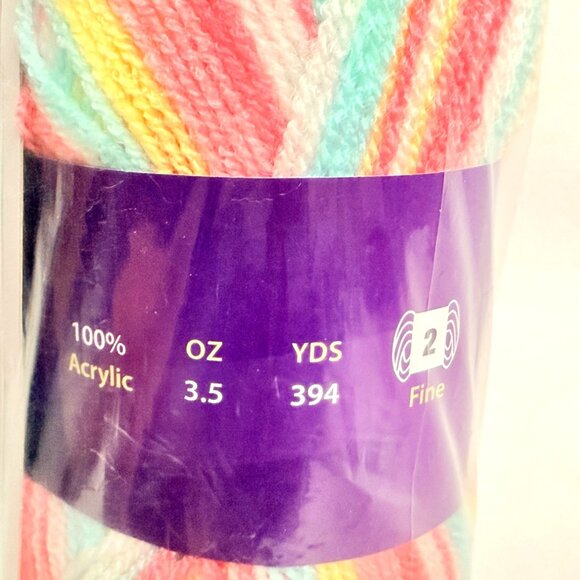 100%
Acrylic
OZ
3.5
YDS
394
2
Fine